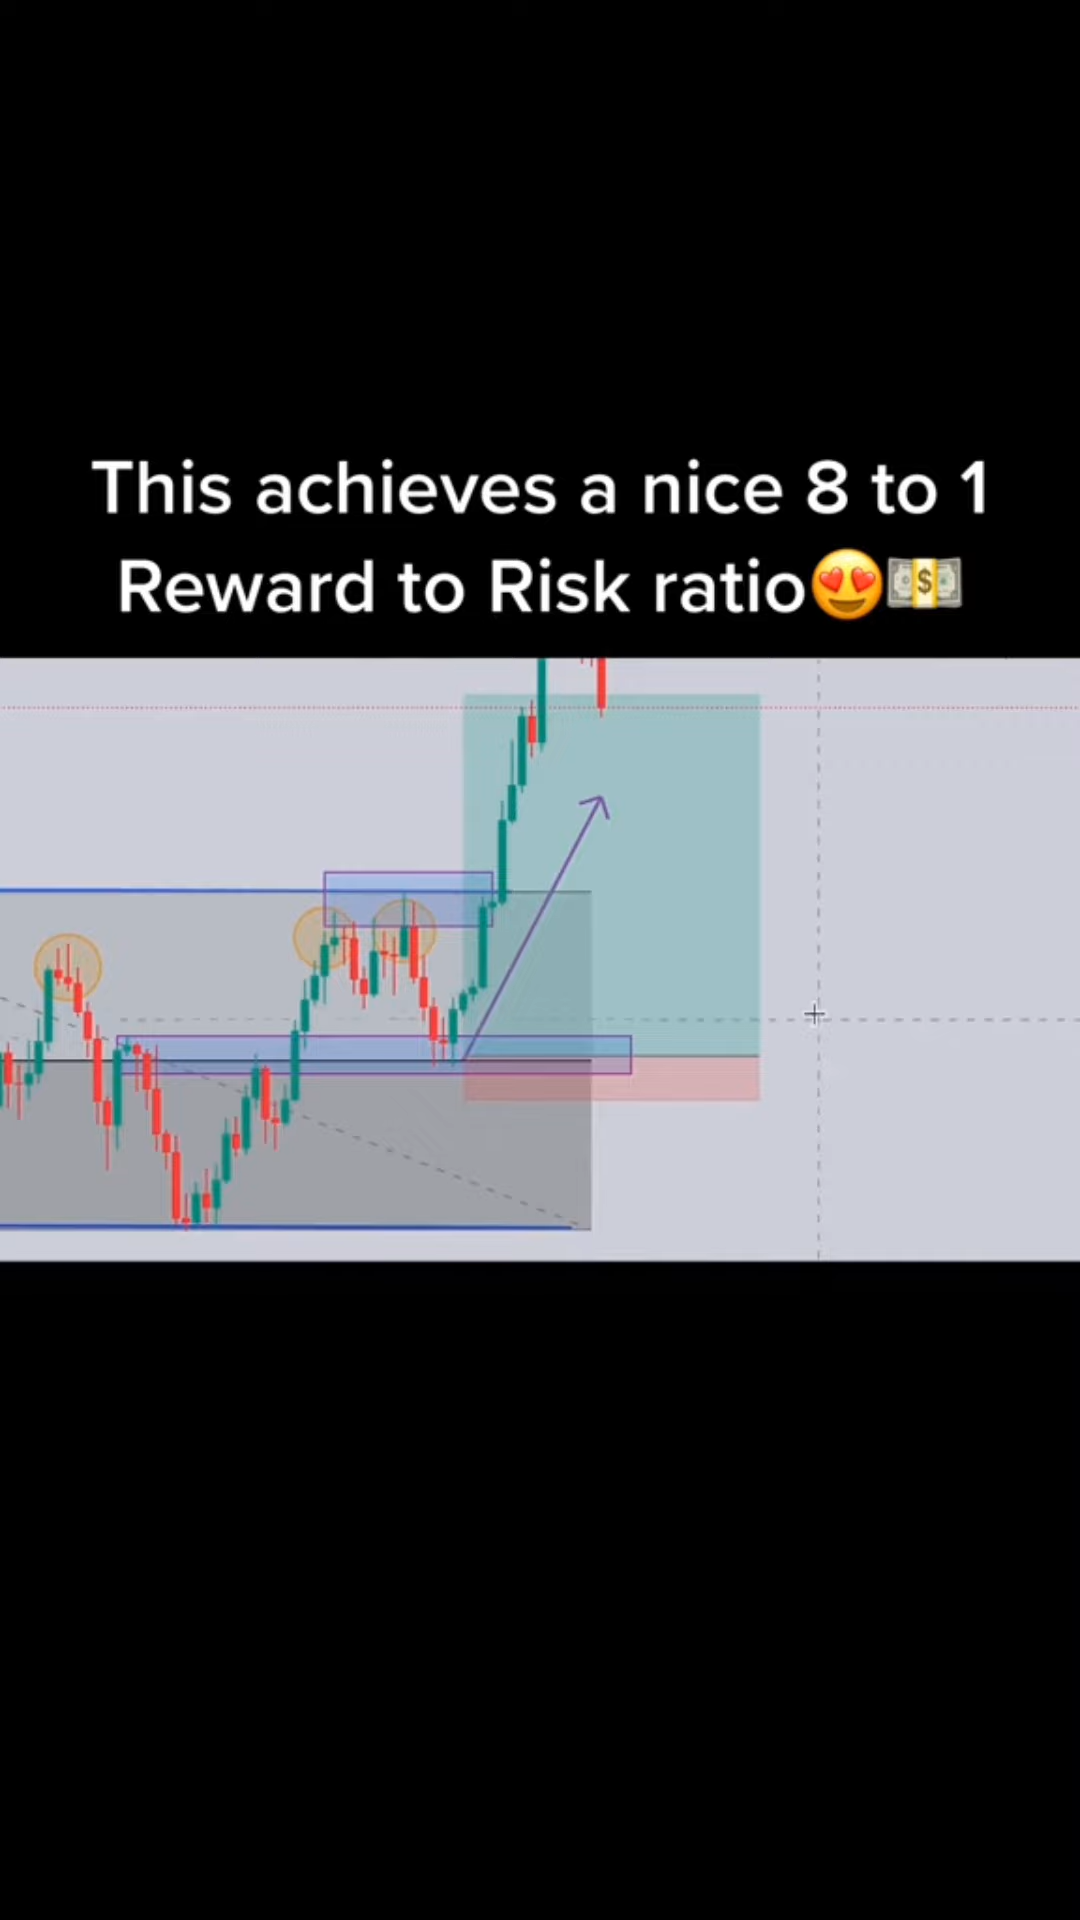 This achieves a nice 8 to 1
Reward to Risk ratio😍💵